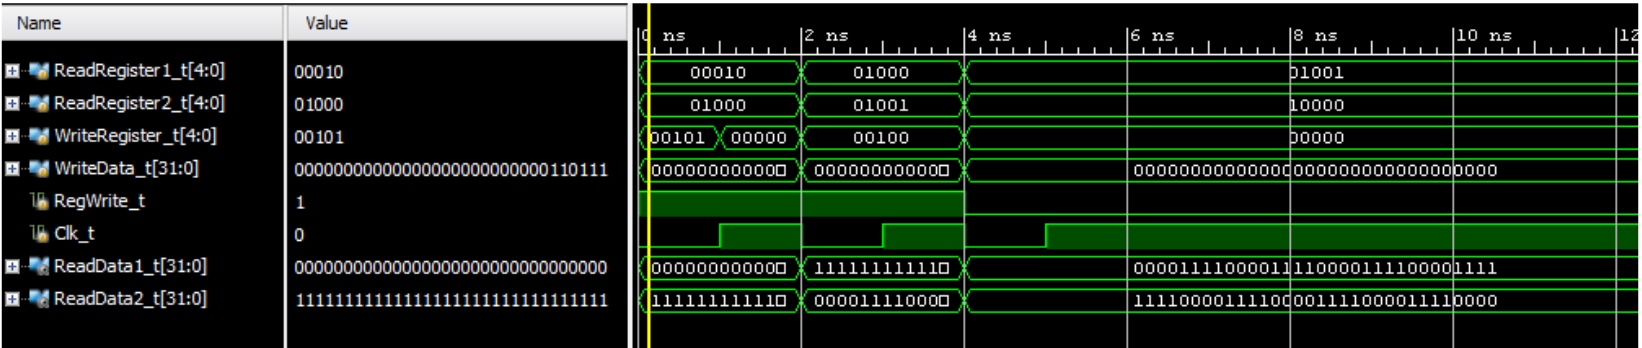 Name Value
0 ns 2 ns 4 ns 6 ns 8 ns 10 ns 12
ReadRegister1_t[4:0] 00010 00010 01000 01001
ReadRegister2_t[4:0] 01000 01000 01001 10000
WriteRegister_t[4:0] 00101 00101 00000 00100 00000
WriteData_t[31:0] 00000000000000000000000000110111 00000000000□ 00000000000□ 00000000000000000000000000000000
RegWrite_t 1
Clk_t 0
ReadData1_t[31:0] 00000000000000000000000000000000 00000000000□ 11111111111□ 00001111000011110000111100001111
ReadData2_t[31:0] 11111111111111111111111111111111 11111111111□ 00001111000□ 11110000111100001111000011110000